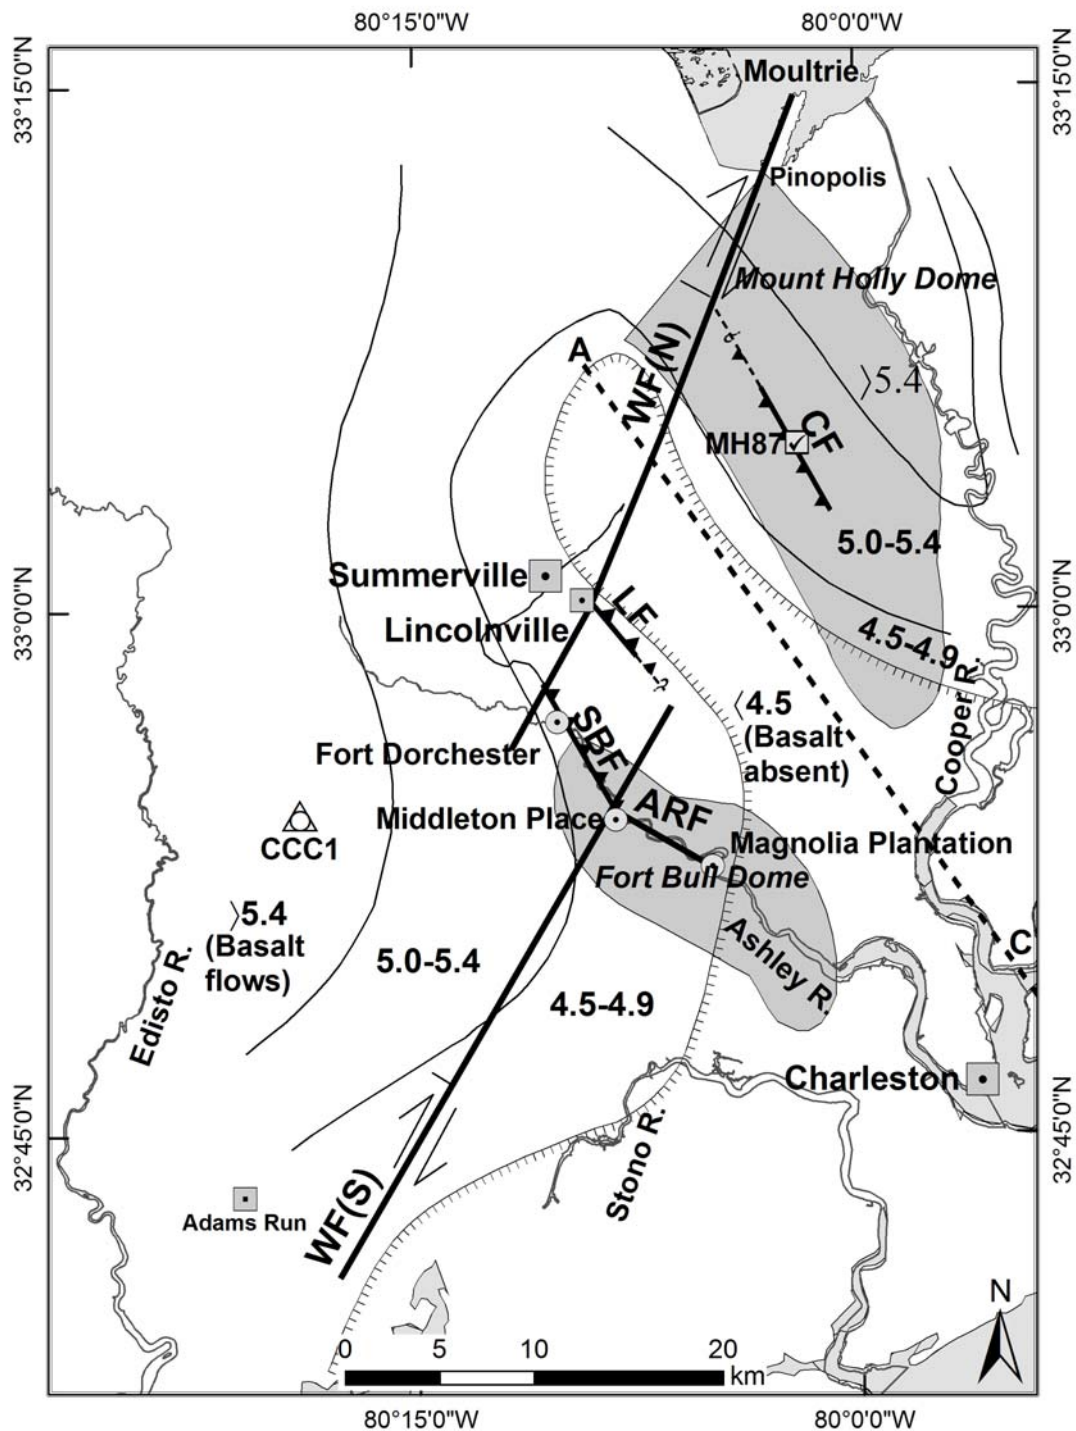 80°15'0"W
80°0'0"W
33°15'0"N
33°15'0"N
Moultrie
Pinopolis
Mount Holly Dome
A
WF(N)
〉5.4
CF
MH87
5.0-5.4
Summerville
33°0'0"N
33°0'0"N
LF
Lincolnville
4.5-4.9
Cooper R.
〈4.5
(Basalt
absent)
SBF
Fort Dorchester
ARF
Middleton Place
Magnolia Plantation
CCC1
Fort Bull Dome
〉5.4
(Basalt
flows)
Edisto R.
5.0-5.4
Ashley R.
C'
4.5-4.9
Charleston
32°45'0"N
32°45'0"N
Stono R.
WF(S)
Adams Run
N
0 5 10 20
km
80°15'0"W
80°0'0"W